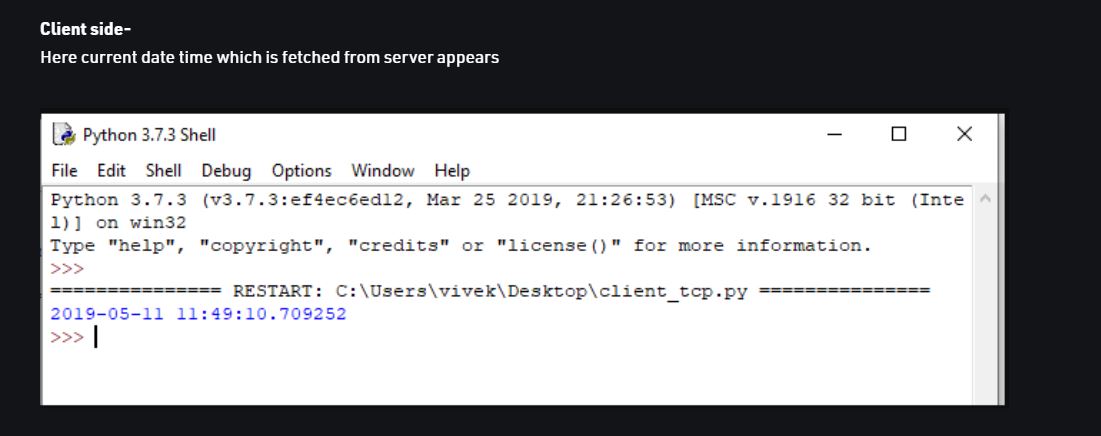 Client side-
Here current date time which is fetched from server appears
Python 3.7.3 Shell
File Edit Shell Debug Options Window Help
Python 3.7.3 (v3.7.3:ef4ec6ed12, Mar 25 2019, 21:26:53) [MSC v.1916 32 bit (Inte
l)] on win32
Type "help", "copyright", "credits" or "license()" for more information.
>>>
=============== RESTART: C:\Users\vivek\Desktop\client_tcp.py ===============
2019-05-11 11:49:10.709252
>>>